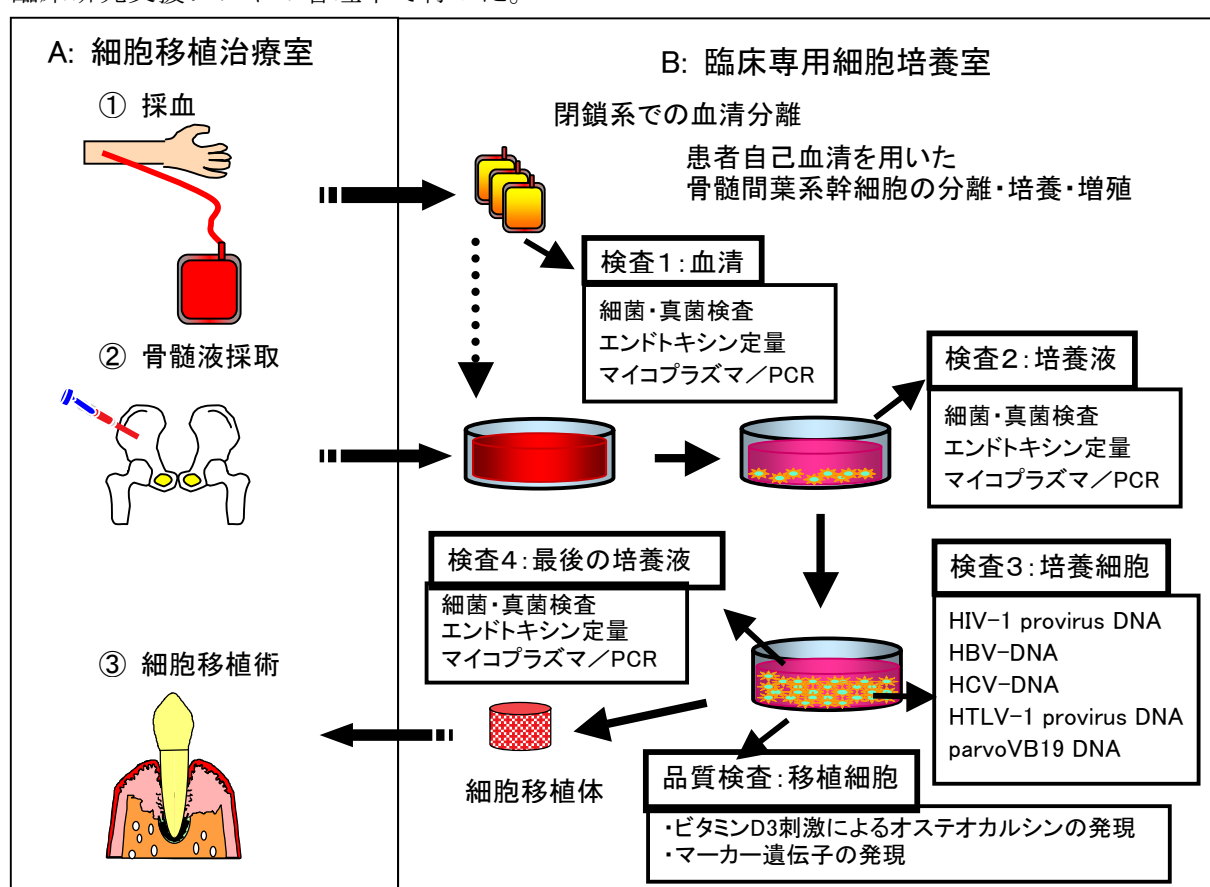 A: 細胞移植治療室
① 採血
② 骨髄液採取
③ 細胞移植術
B: 臨床専用細胞培養室
閉鎖系での血清分離
患者自己血清を用いた
骨髄間葉系幹細胞の分離・培養・増殖
検査1:血清
細菌・真菌検査
エンドトキシン定量
マイコプラズマ/PCR
検査2:培養液
細菌・真菌検査
エンドトキシン定量
マイコプラズマ/PCR
検査4:最後の培養液
細菌・真菌検査
エンドトキシン定量
マイコプラズマ/PCR
検査3:培養細胞
HIV-1 provirus DNA
HBV-DNA
HCV-DNA
HTLV-1 provirus DNA
parvoVB19 DNA
細胞移植体
品質検査:移植細胞
・ビタミンD3刺激によるオステオカルシンの発現
・マーカー遺伝子の発現